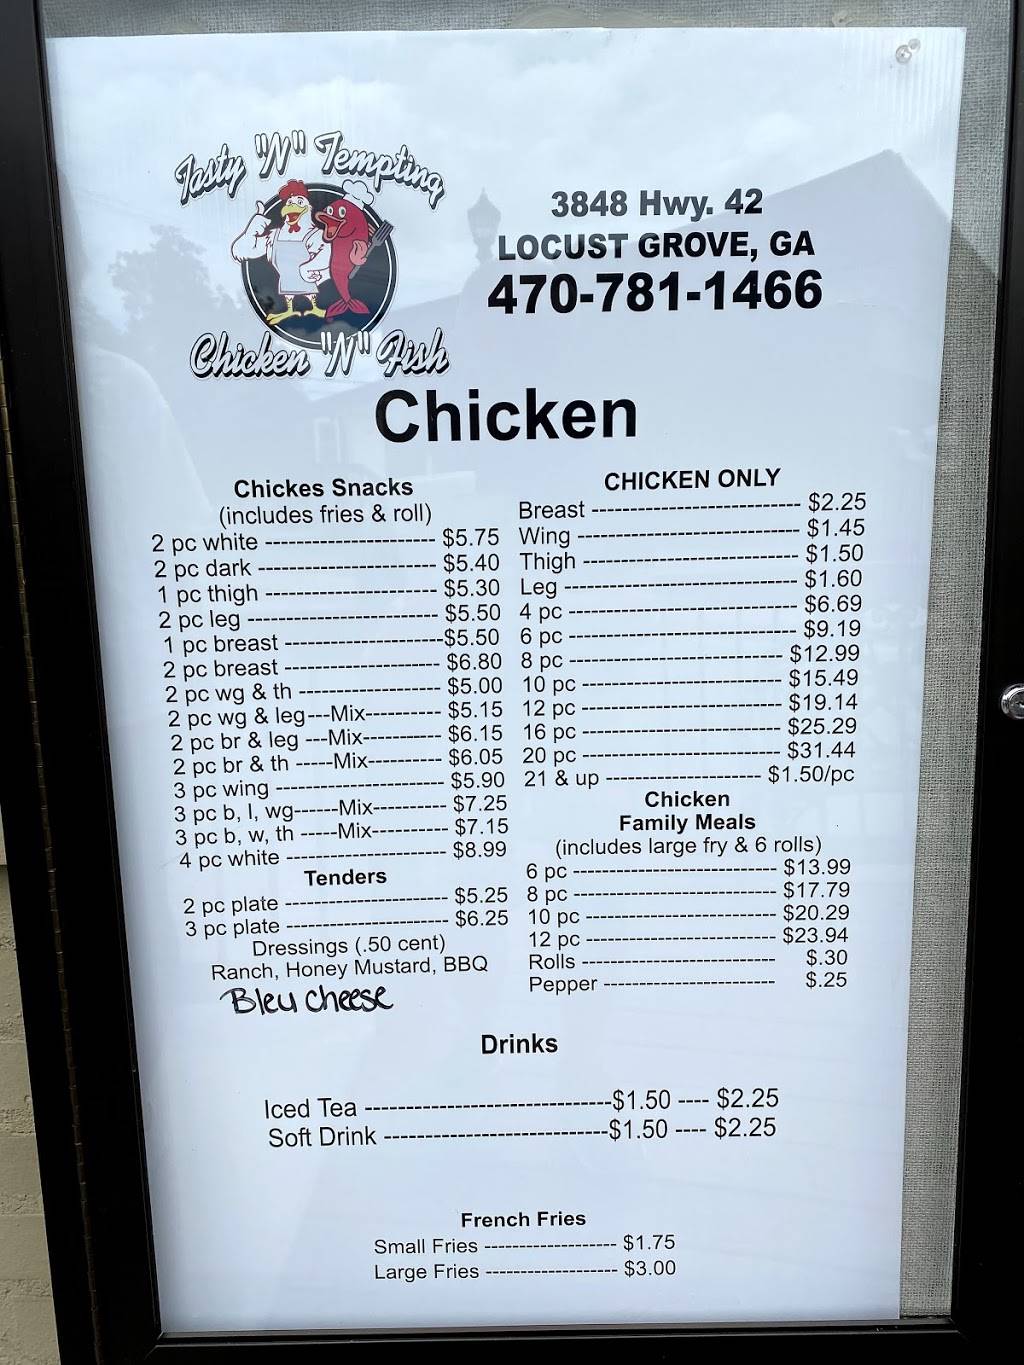 Tasty "N" Tempting
Chicken "N" Fish
3848 Hwy. 42
LOCUST GROVE, GA
470-781-1466
Chicken
Chickes Snacks
(includes fries & roll)
2 pc white ---------------------- $5.75
2 pc dark ----------------------- $5.40
1 pc thigh ---------------------- $5.30
2 pc leg ------------------------- $5.50
1 pc breast ---------------------$5.50
2 pc breast -------------------- $6.80
2 pc wg & th ------------------ $5.00
2 pc wg & leg---Mix---------- $5.15
2 pc br & leg ---Mix---------- $6.15
2 pc br & th -----Mix---------- $6.05
3 pc wing ---------------------- $5.90
3 pc b, l, wg------Mix---------- $7.25
3 pc b, w, th -----Mix---------- $7.15
4 pc white --------------------- $8.99
Tenders
2 pc plate --------------------- $5.25
3 pc plate --------------------- $6.25
Dressings (.50 cent)
Ranch, Honey Mustard, BBQ
Bleu cheese
CHICKEN ONLY
Breast --------------------------- $2.25
Wing ----------------------------- $1.45
Thigh ---------------------------- $1.50
Leg ------------------------------ $1.60
4 pc ------------------------------ $6.69
6 pc ------------------------------ $9.19
8 pc ---------------------------- $12.99
10 pc -------------------------- $15.49
12 pc -------------------------- $19.14
16 pc -------------------------- $25.29
20 pc -------------------------- $31.44
21 & up -------------------- $1.50/pc
Chicken
Family Meals
(includes large fry & 6 rolls)
6 pc --------------------------- $13.99
8 pc --------------------------- $17.79
10 pc ------------------------- $20.29
12 pc ------------------------- $23.94
Rolls ---------------------------- $.30
Pepper ------------------------- $.25
Drinks
Iced Tea ------------------------------$1.50 ---- $2.25
Soft Drink ---------------------------$1.50 ---- $2.25
French Fries
Small Fries ------------------- $1.75
Large Fries ------------------- $3.00